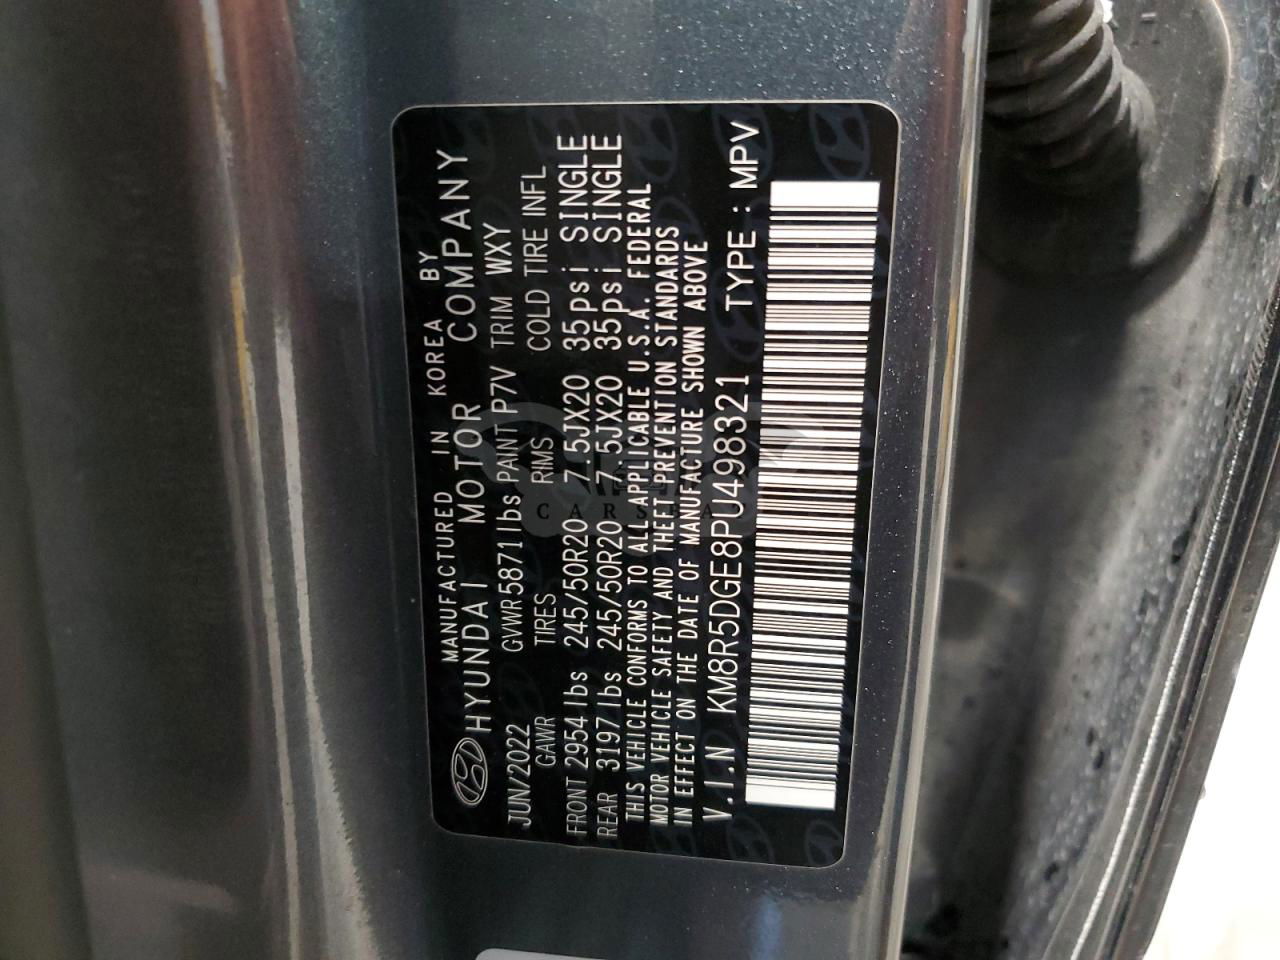 MANUFACTURED IN KOREA BY
HYUNDAI MOTOR COMPANY
JUN/2022 GVWR 5871 lbs PAINT P7V TRIM WXY
GAWR TIRES RIMS COLD TIRE INFL
FRONT 2954 lbs 245/50R20 7.5JX20 35psi SINGLE
REAR 3197 lbs 245/50R20 7.5JX20 35psi SINGLE
THIS VEHICLE CONFORMS TO ALL APPLICABLE U.S.A. FEDERAL
MOTOR VEHICLE SAFETY AND THEFT PREVENTION STANDARDS
IN EFFECT ON THE DATE OF MANUFACTURE SHOWN ABOVE
V.I.N KM8R5DGE8PU498321 TYPE : MPV